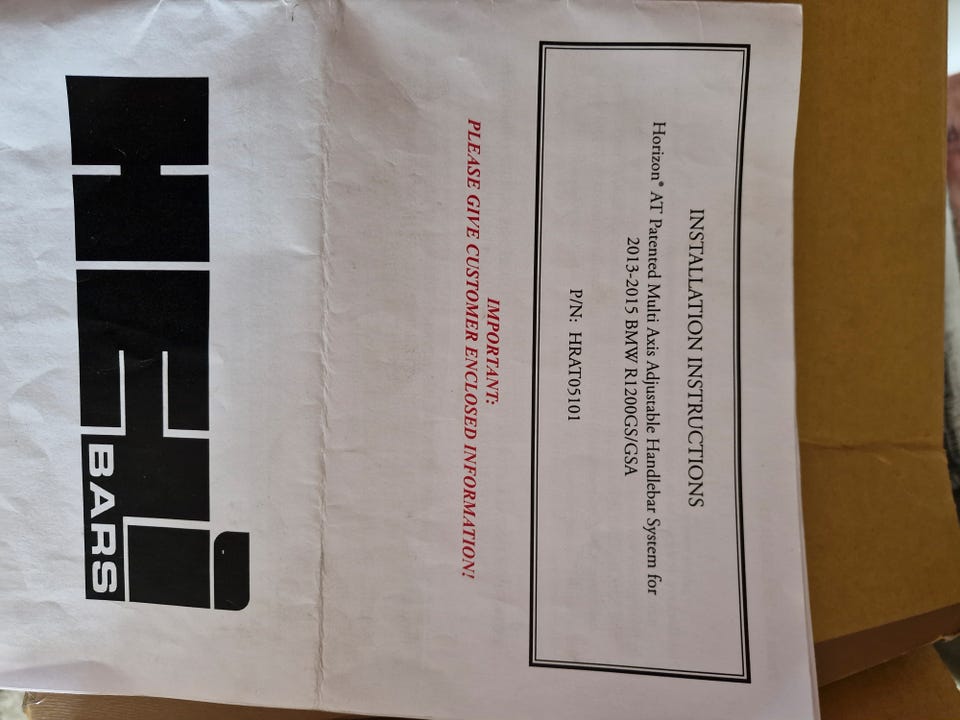 INSTALLATION INSTRUCTIONS
Horizon® AT Patented Multi Axis Adjustable Handlebar System for
2013-2015 BMW R1200GS/GSA
P/N: HRAT05101
IMPORTANT:
PLEASE GIVE CUSTOMER ENCLOSED INFORMATION!
HELI
BARS